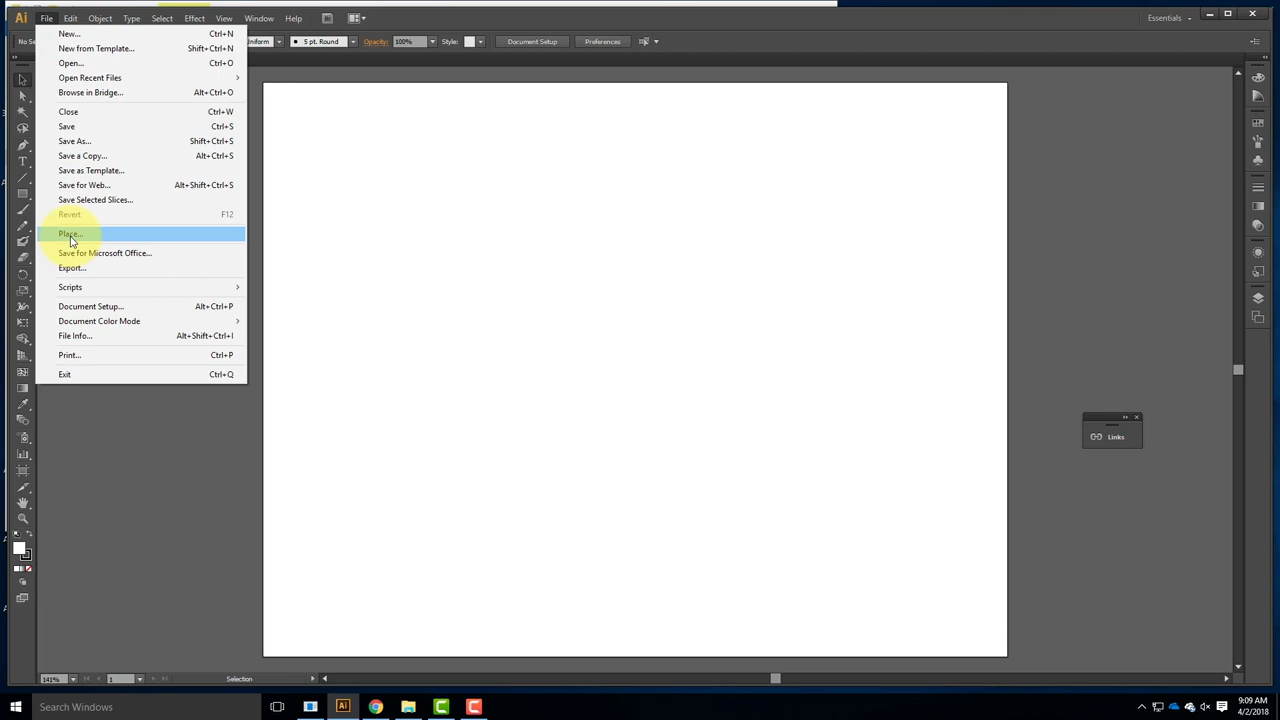 Ai File Edit Object Type Select Effect View Window Help Essentials
Uniform 5 pt. Round Opacity: 100% Style: Document Setup Preferences
New... Ctrl+N
New from Template... Shift+Ctrl+N
Open... Ctrl+O
Open Recent Files
Browse in Bridge... Alt+Ctrl+O
Close Ctrl+W
Save Ctrl+S
Save As... Shift+Ctrl+S
Save a Copy... Alt+Ctrl+S
Save as Template...
Save for Web... Alt+Shift+Ctrl+S
Save Selected Slices...
Revert F12
Place...
Save for Microsoft Office...
Export...
Scripts
Document Setup... Alt+Ctrl+P
Document Color Mode
File Info... Alt+Shift+Ctrl+I
Print... Ctrl+P
Exit Ctrl+Q
Links
141% 1 Selection
Search Windows
9:09 AM
4/2/2018